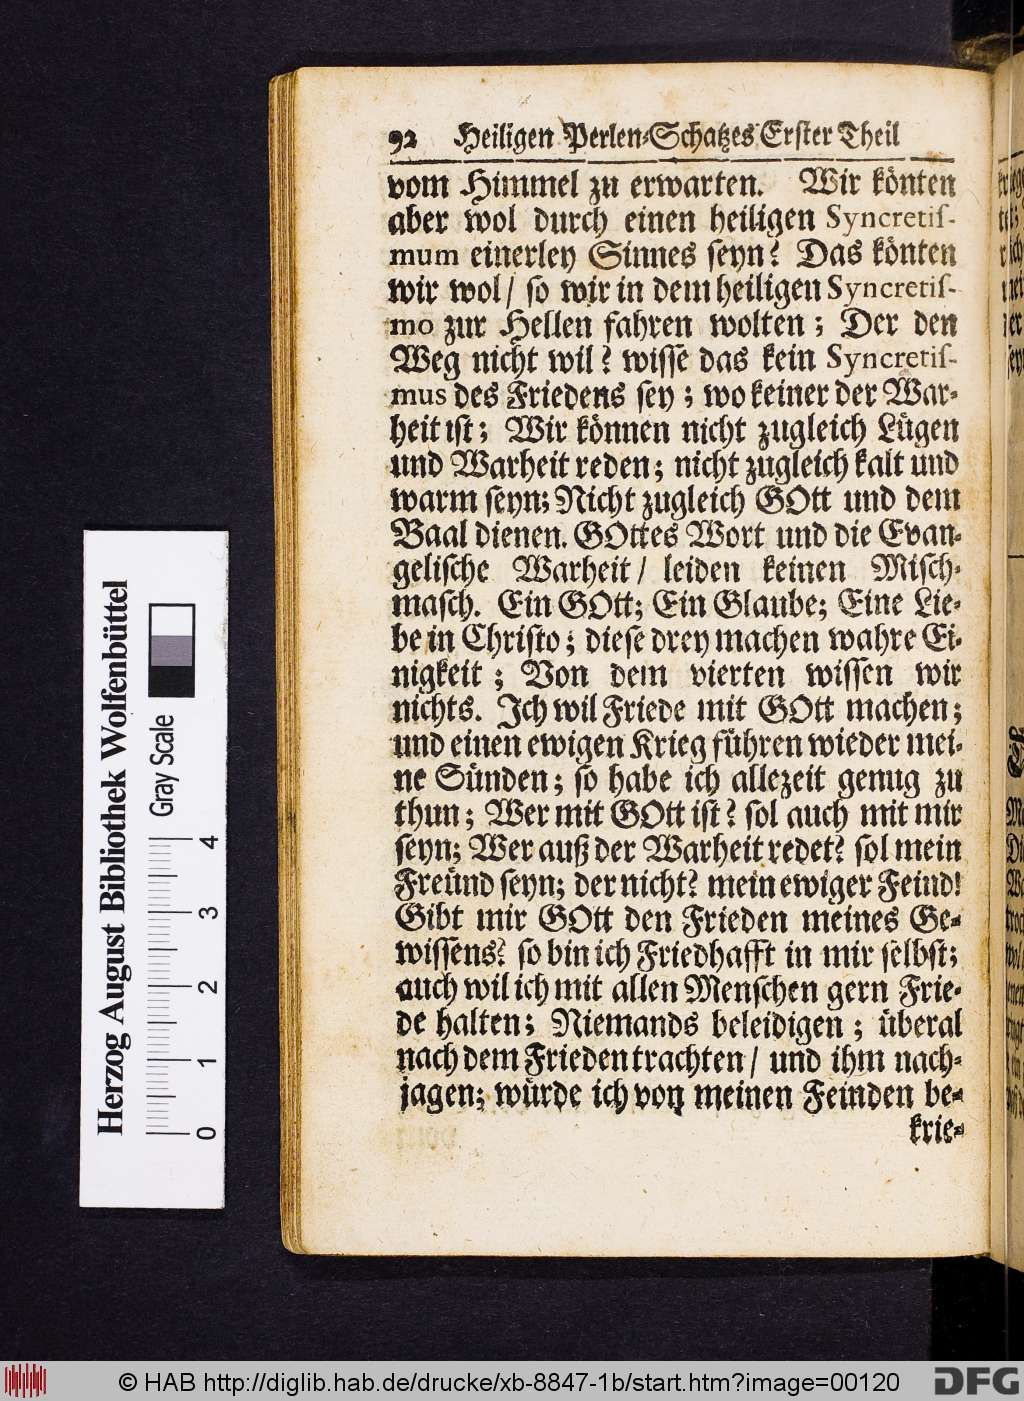 92 Heiligen Perlen-Schatzes Erster Theil
vom Himmel zu erwarten. Wir könten
aber wol durch einen heiligen Syncretiſ-
mum einerley Sinnes ſeyn? Das könten
wir wol/ ſo wir in dem heiligen Syncretiſ-
mo zur Hellen fahren wolten; Der den
Weg nicht wil? wiſſe das kein Syncretiſ-
mus des Friedens ſey; wo keiner der War-
heit iſt; Wir können nicht zugleich Lügen
und Warheit reden; nicht zugleich kalt und
warm ſeyn; Nicht zugleich GOtt und dem
Baal dienen. GOttes Wort und die Evan-
geliſche Warheit/ leiden keinen Miſch-
maſch. Ein GOtt; Ein Glaube; Eine Lie-
be in Chriſto; dieſe drey machen wahre Ei-
nigkeit; Von dem vierten wiſſen wir
nichts. Ich wil Friede mit GOtt machen;
und einen ewigen Krieg führen wieder mei-
ne Sünden; ſo habe ich allezeit genug zu
thun; Wer mit GOtt iſt? ſol auch mit mir
ſeyn; Wer auß der Warheit redet? ſol mein
Freünd ſeyn; der nicht? mein ewiger Feind!
Gibt mir GOtt den Frieden meines Ge-
wiſſens? ſo bin ich Friedhafft in mir ſelbſt;
auch wil ich mit allen Menſchen gern Frie-
de halten; Niemands beleidigen; überal
nach dem Frieden trachten/ und ihm nach-
jagen; würde ich von meinen Feinden be-
krie-
Herzog August Bibliothek Wolfenbüttel
Gray Scale
0 1 2 3 4
© HAB http://diglib.hab.de/drucke/xb-8847-1b/start.htm?image=00120
DFG